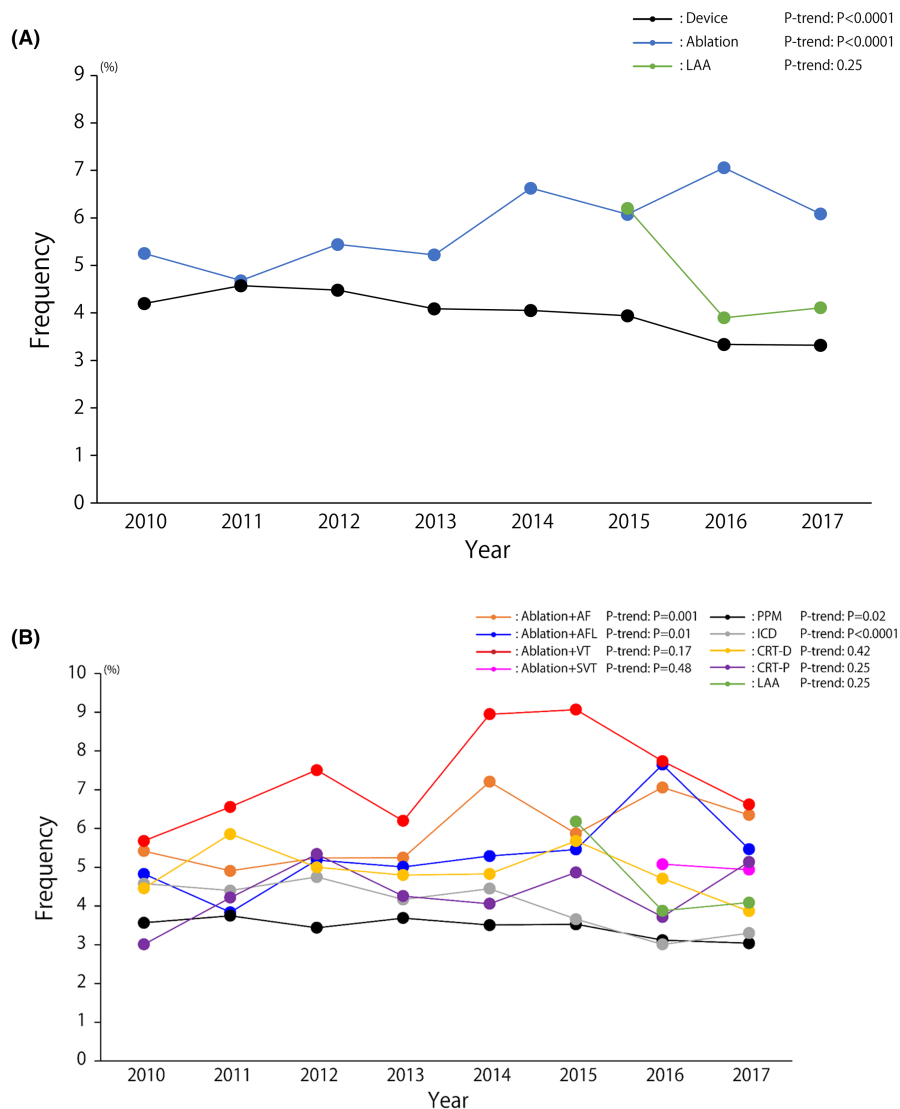 (A)
: Device P-trend: P<0.0001
: Ablation P-trend: P<0.0001
: LAA P-trend: 0.25
(%)
9
8
7
6
5
4
3
2
1
0
Frequency
2010 2011 2012 2013 2014 2015 2016 2017
Year
(B)
: Ablation+AF P-trend: P=0.001 : PPM P-trend: P=0.02
: Ablation+AFL P-trend: P=0.01 : ICD P-trend: P<0.0001
: Ablation+VT P-trend: P=0.17 : CRT-D P-trend: 0.42
: Ablation+SVT P-trend: P=0.48 : CRT-P P-trend: 0.25
: LAA P-trend: 0.25
(%)
10
9
8
7
6
5
4
3
2
1
0
Frequency
2010 2011 2012 2013 2014 2015 2016 2017
Year